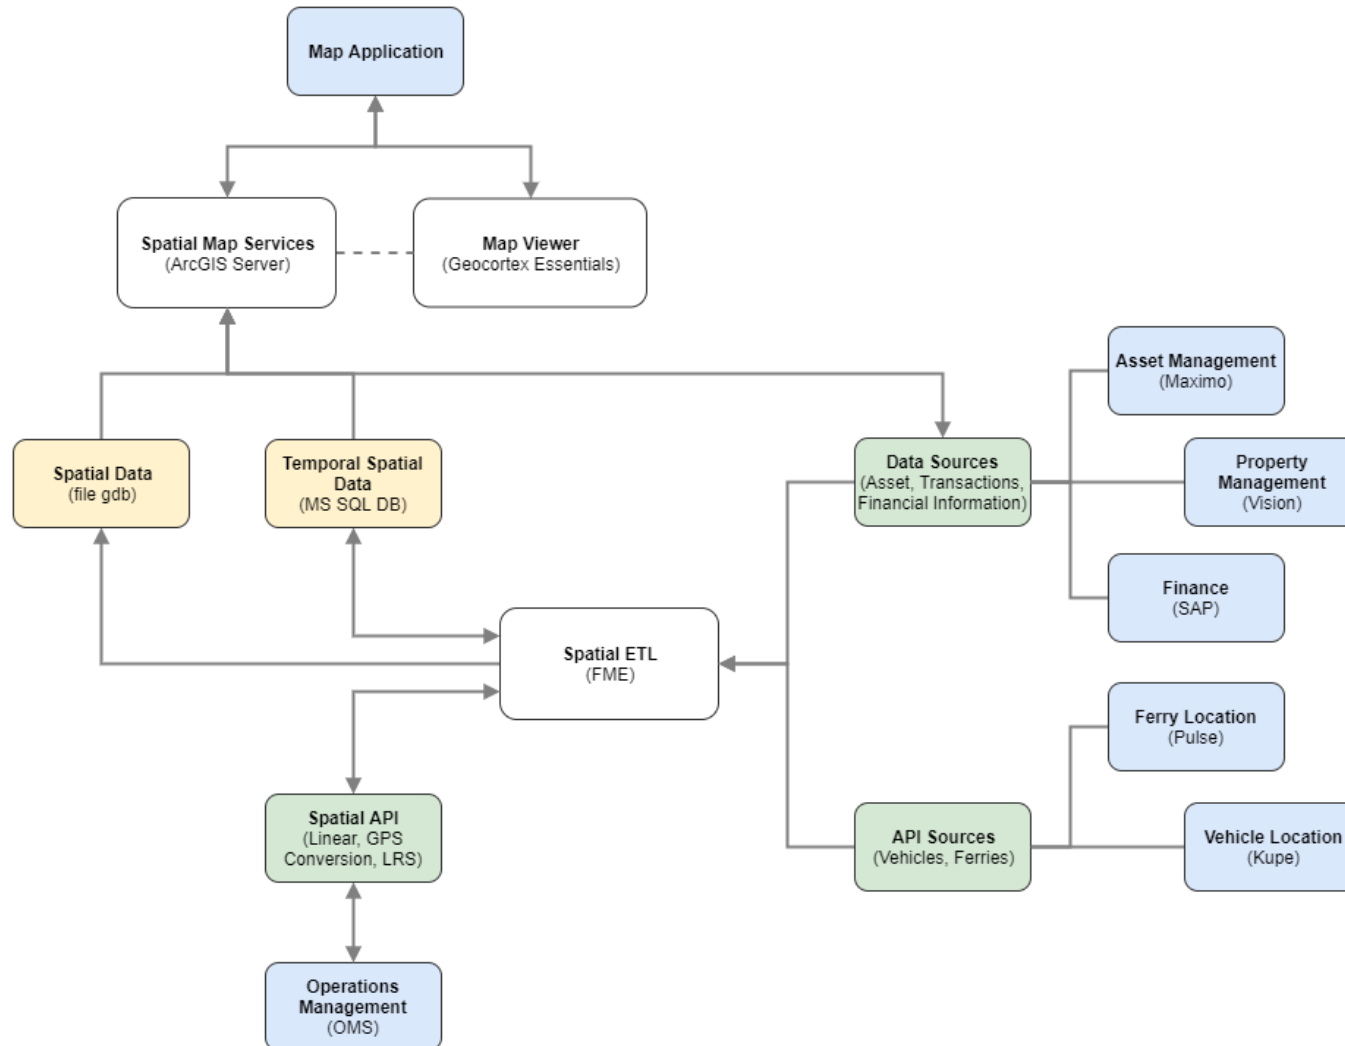 Map Application
Spatial Map Services
(ArcGIS Server)
Map Viewer
(Geocortex Essentials)
Asset Management
(Maximo)
Spatial Data
(file gdb)
Temporal Spatial
Data
(MS SQL DB)
Data Sources
(Asset, Transactions,
Financial Information)
Property
Management
(Vision)
Finance
(SAP)
Spatial ETL
(FME)
Ferry Location
(Pulse)
Spatial API
(Linear, GPS
Conversion, LRS)
API Sources
(Vehicles, Ferries)
Vehicle Location
(Kupe)
Operations
Management
(OMS)